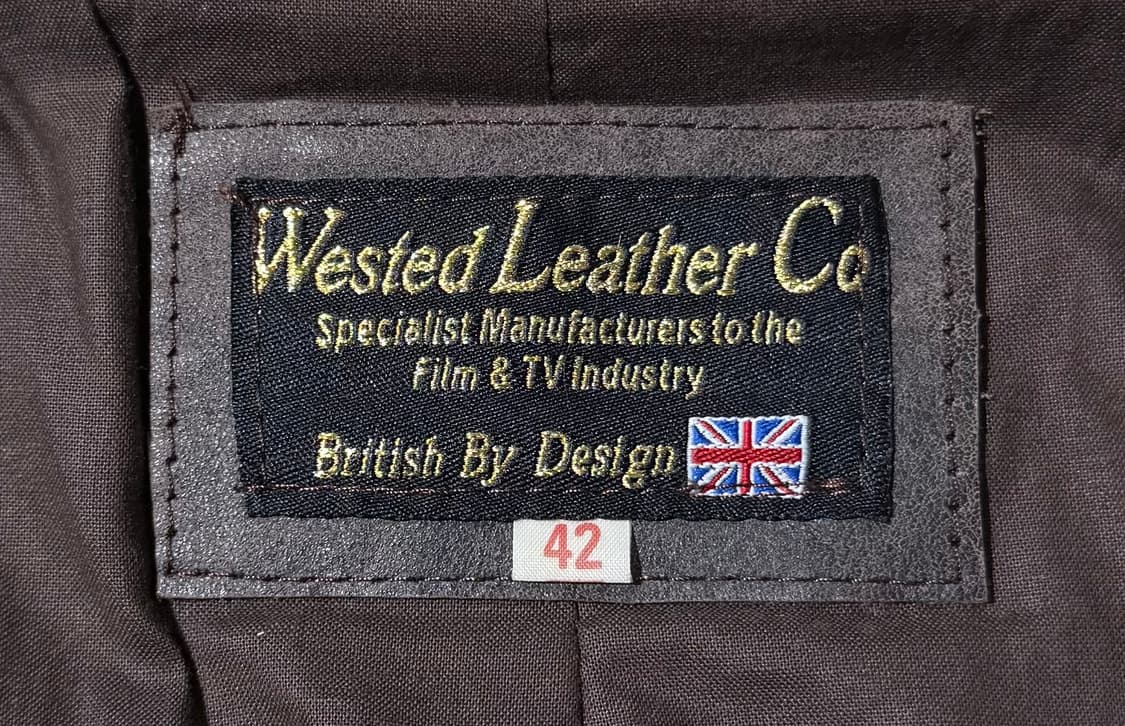 Wested Leather Co
Specialist Manufacturers to the
Film & TV Industry
British By Design
42